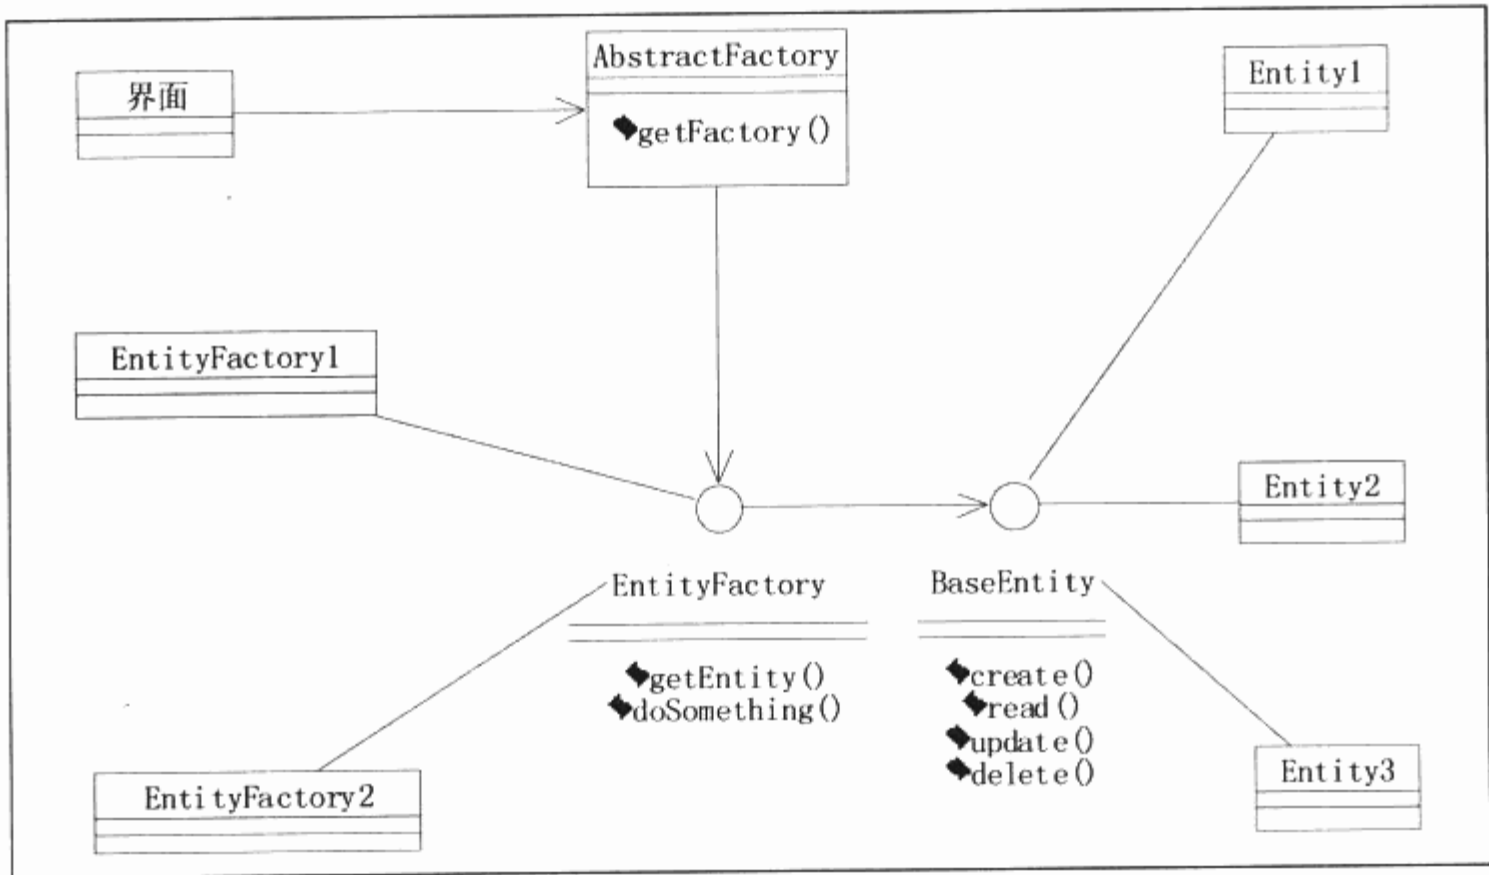 界面
AbstractFactory
getFactory()
Entity1
EntityFactory1
Entity2
EntityFactory
getEntity()
doSomething()
BaseEntity
create()
read()
update()
delete()
EntityFactory2
Entity3